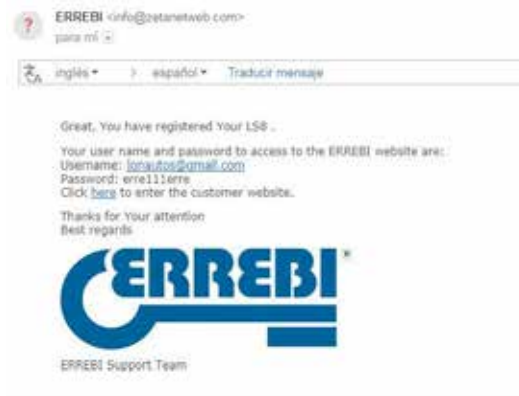 ERREBI <info@zetanetweb.com>
para mí
inglés > español Traducir mensaje
Great, You have registered Your LS8 .
Your user name and password to access to the ERREBI website are:
Username: lonautos@gmail.com
Password: erre111erre
Click here to enter the customer website.
Thanks for Your attention
Best regards
ERREBI
ERREBI Support Team